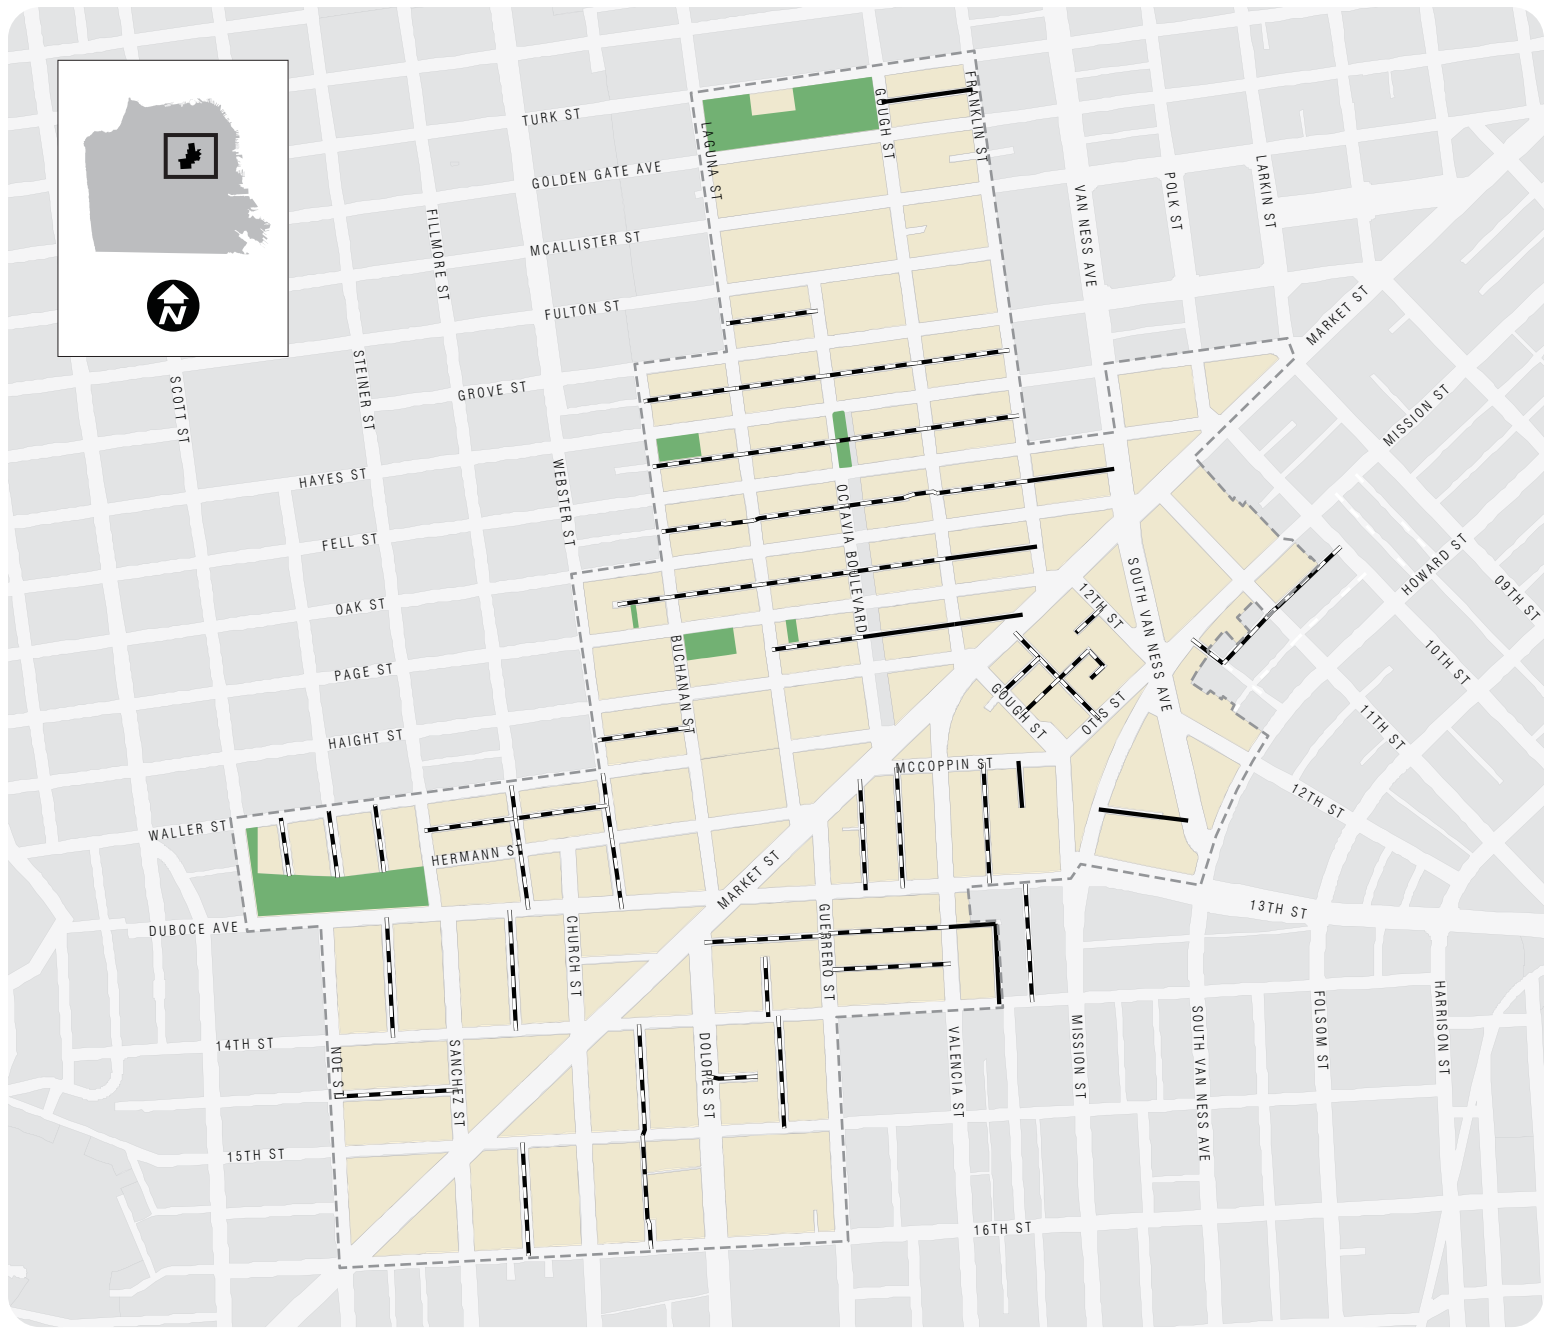 TURK ST
GOLDEN GATE AVE
MCALLISTER ST
FULTON ST
GROVE ST
HAYES ST
FELL ST
OAK ST
PAGE ST
HAIGHT ST
WALLER ST
HERMANN ST
DUBOCE AVE
14TH ST
15TH ST
16TH ST
SCOTT ST
STEINER ST
FILLMORE ST
WEBSTER ST
LAGUNA ST
GOUGH ST
FRANKLIN ST
VAN NESS AVE
POLK ST
LARKIN ST
MARKET ST
MISSION ST
HOWARD ST
09TH ST
10TH ST
11TH ST
12TH ST
12TH ST
SOUTH VAN NESS AVE
OCTAVIA BOULEVARD
BUCHANAN ST
GOUGH ST
OTIS ST
MCCOPPIN ST
MARKET ST
13TH ST
CHURCH ST
GUERRERO ST
NOE ST
SANCHEZ ST
DOLORES ST
VALENCIA ST
MISSION ST
SOUTH VAN NESS AVE
FOLSOM ST
HARRISON ST
N